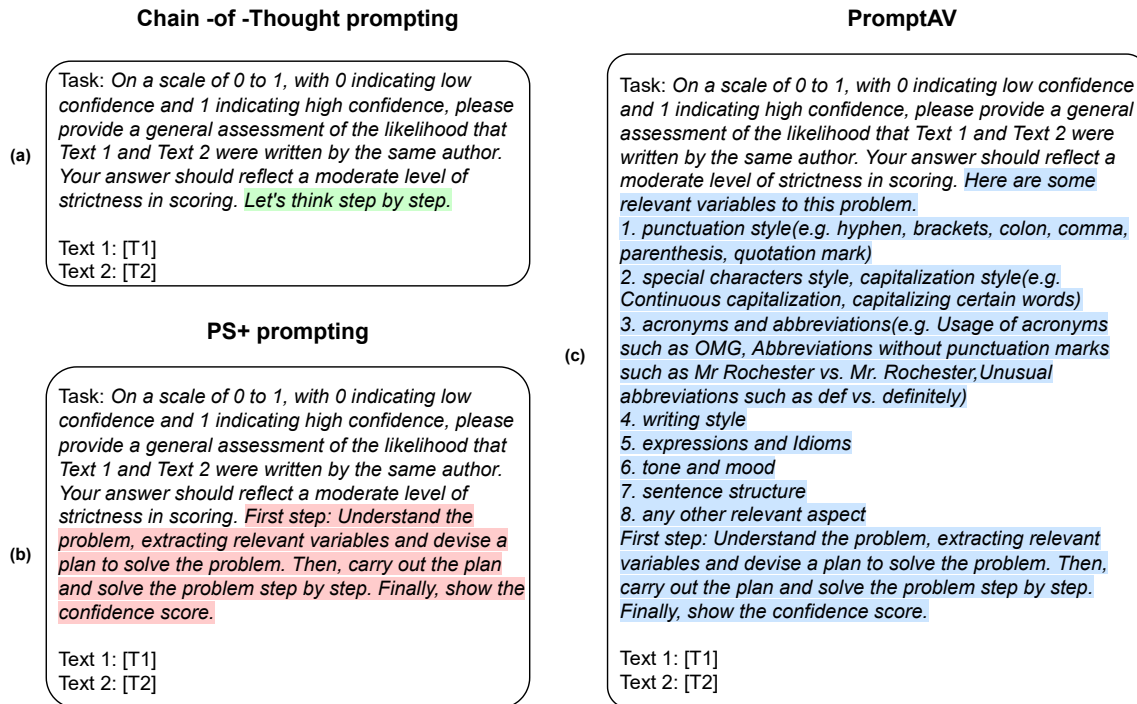 Chain -of -Thought prompting
(a)
Task: On a scale of 0 to 1, with 0 indicating low
confidence and 1 indicating high confidence, please
provide a general assessment of the likelihood that
Text 1 and Text 2 were written by the same author.
Your answer should reflect a moderate level of
strictness in scoring. Let's think step by step.
Text 1: [T1]
Text 2: [T2]
PS+ prompting
(b)
Task: On a scale of 0 to 1, with 0 indicating low
confidence and 1 indicating high confidence, please
provide a general assessment of the likelihood that
Text 1 and Text 2 were written by the same author.
Your answer should reflect a moderate level of
strictness in scoring. First step: Understand the
problem, extracting relevant variables and devise a
plan to solve the problem. Then, carry out the plan
and solve the problem step by step. Finally, show the
confidence score.
Text 1: [T1]
Text 2: [T2]
PromptAV
(c)
Task: On a scale of 0 to 1, with 0 indicating low confidence
and 1 indicating high confidence, please provide a general
assessment of the likelihood that Text 1 and Text 2 were
written by the same author. Your answer should reflect a
moderate level of strictness in scoring. Here are some
relevant variables to this problem.
1. punctuation style(e.g. hyphen, brackets, colon, comma,
parenthesis, quotation mark)
2. special characters style, capitalization style(e.g.
Continuous capitalization, capitalizing certain words)
3. acronyms and abbreviations(e.g. Usage of acronyms
such as OMG, Abbreviations without punctuation marks
such as Mr Rochester vs. Mr. Rochester,Unusual
abbreviations such as def vs. definitely)
4. writing style
5. expressions and Idioms
6. tone and mood
7. sentence structure
8. any other relevant aspect
First step: Understand the problem, extracting relevant
variables and devise a plan to solve the problem. Then,
carry out the plan and solve the problem step by step.
Finally, show the confidence score.
Text 1: [T1]
Text 2: [T2]